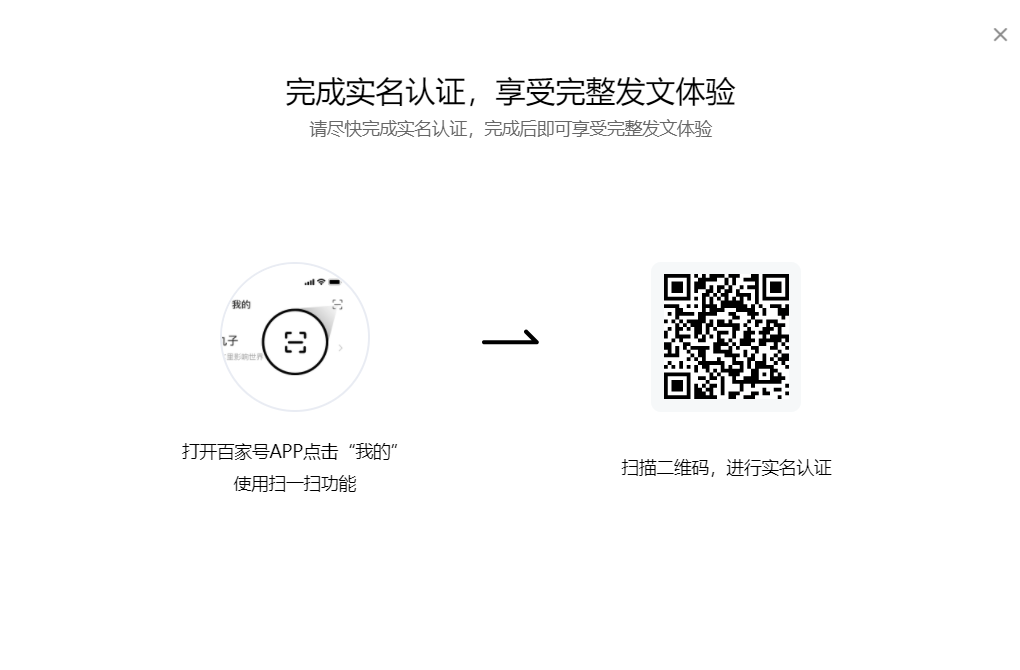 完成实名认证，享受完整发文体验
请尽快完成实名认证，完成后即可享受完整发文体验
我的
打开百家号APP点击“我的”
使用扫一扫功能
扫描二维码，进行实名认证